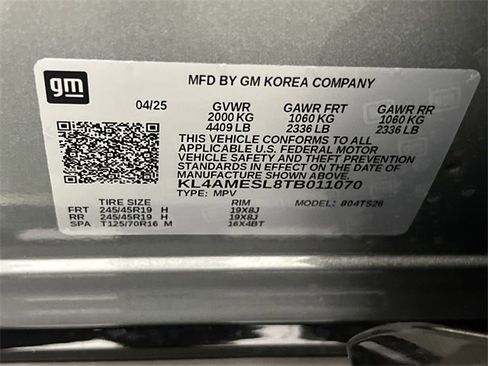 gm
MFD BY GM KOREA COMPANY
04/25 GVWR GAWR FRT GAWR RR
2000 KG 1060 KG 1060 KG
4409 LB 2336 LB 2336 LB
THIS VEHICLE CONFORMS TO ALL
APPLICABLE U.S. FEDERAL MOTOR
VEHICLE SAFETY AND THEFT PREVENTION
STANDARDS IN EFFECT ON THE DATE OF
MANUFACTURE SHOWN ABOVE.
KL4AMESL8TB011070
TYPE: MPV MODEL: 804TS26
TIRE SIZE RIM
FRT 245/45R19 H 19X8J
RR 245/45R19 H 19X8J
SPA T125/70R16 M 16X4BT